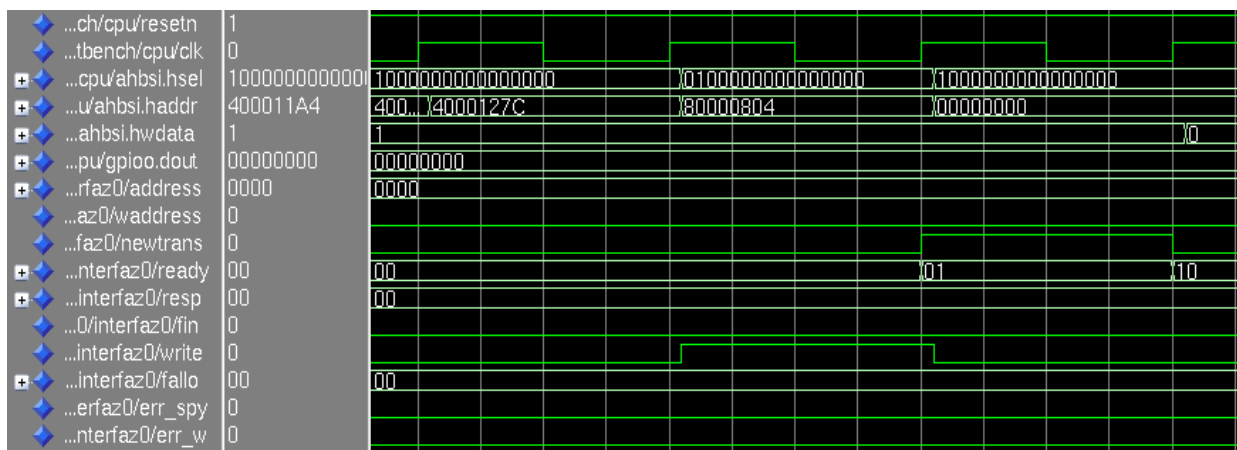 ...ch/cpu/resetn 1
...tbench/cpu/clk 0
...cpu/ahbsi.hsel 1000000000000 1000000000000000 0100000000000000 1000000000000000
...u/ahbsi.haddr 400011A4 400... 4000127C 80000804 00000000
...ahbsi.hwdata 1 1 0
...pu/gpioo.dout 00000000 00000000
...rfaz0/address 0000 0000
...az0/waddress 0
...faz0/newtrans 0
...nterfaz0/ready 00 00 01 10
...interfaz0/resp 00 00
...0/interfaz0/fin 0
...interfaz0/write 0
...interfaz0/fallo 00 00
...erfaz0/err_spy 0
...nterfaz0/err_w 0